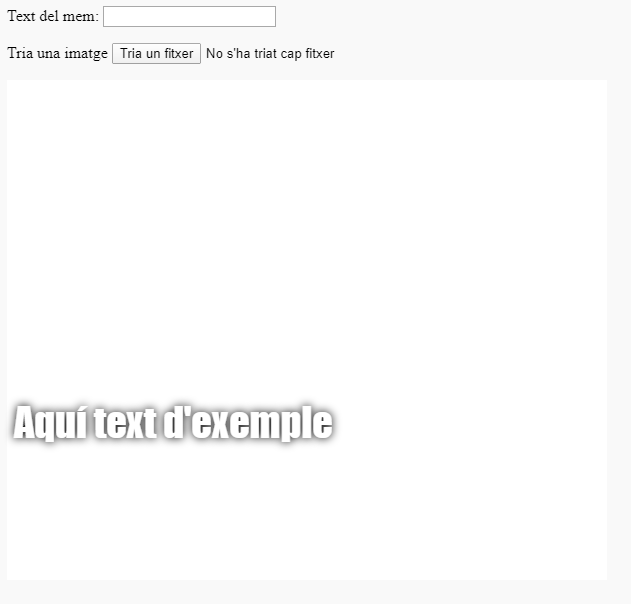 Text del mem:
Tria una imatge Tria un fitxer No s'ha triat cap fitxer
Aquí text d'exemple